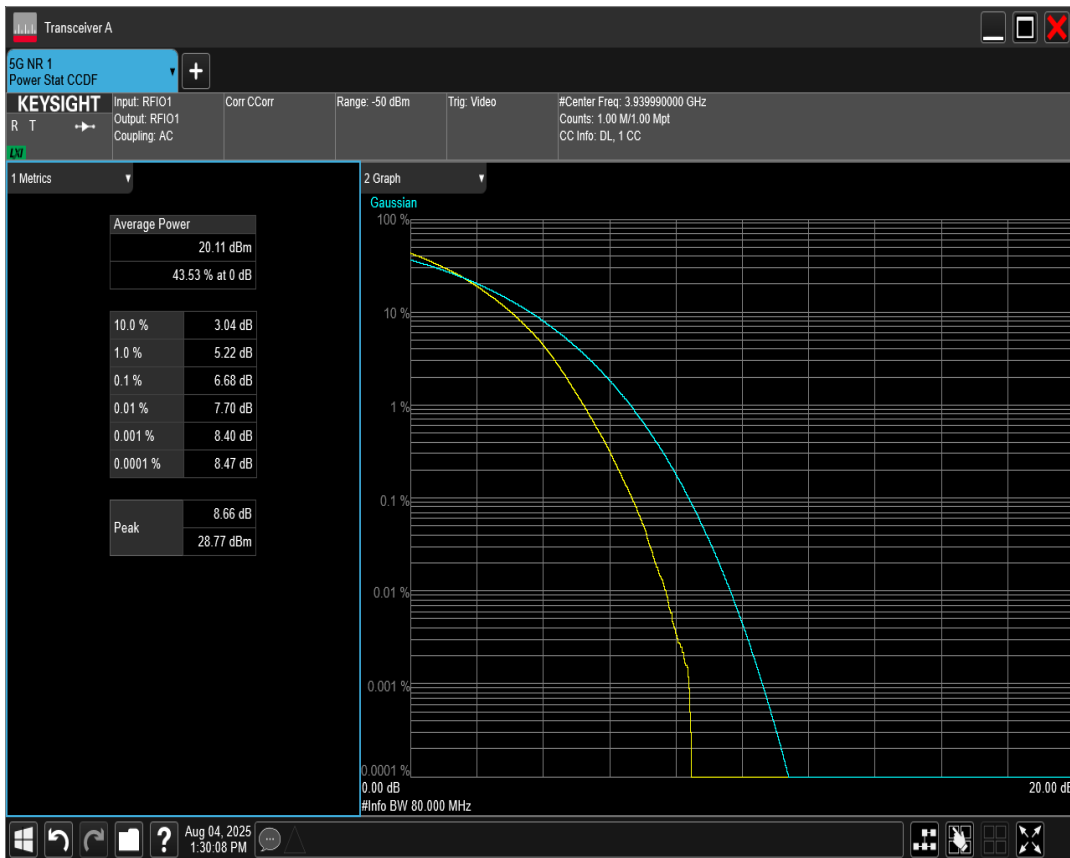 Transceiver A
5G NR 1
Power Stat CCDF
KEYSIGHT
R T
LXI
Input: RFIO1
Output: RFIO1
Coupling: AC
Corr CCorr
Range: -50 dBm
Trig: Video
#Center Freq: 3.939990000 GHz
Counts: 1.00 M/1.00 Mpt
CC Info: DL, 1 CC
1 Metrics
Average Power
20.11 dBm
43.53 % at 0 dB
10.0 % 3.04 dB
1.0 % 5.22 dB
0.1 % 6.68 dB
0.01 % 7.70 dB
0.001 % 8.40 dB
0.0001 % 8.47 dB
Peak
8.66 dB
28.77 dBm
2 Graph
Gaussian
100 %
10 %
1 %
0.1 %
0.01 %
0.001 %
0.0001 %
0.00 dB 20.00 dB
#Info BW 80.000 MHz
?
Aug 04, 2025
1:30:08 PM